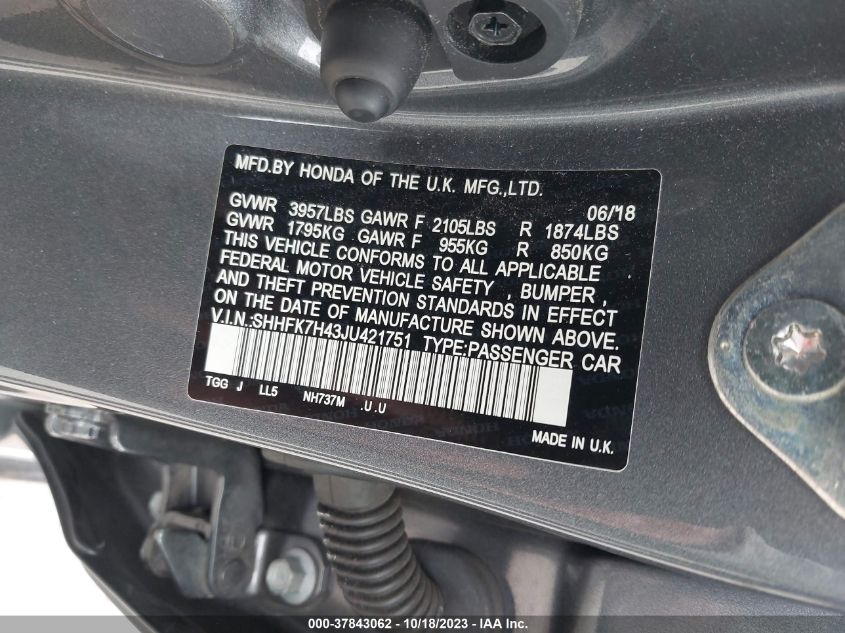 MFD.BY HONDA OF THE U.K. MFG.,LTD.
06/18
GVWR 3957LBS GAWR F 2105LBS R 1874LBS
GVWR 1795KG GAWR F 955KG R 850KG
THIS VEHICLE CONFORMS TO ALL APPLICABLE
FEDERAL MOTOR VEHICLE SAFETY , BUMPER ,
AND THEFT PREVENTION STANDARDS IN EFFECT
ON THE DATE OF MANUFACTURE SHOWN ABOVE.
V.I.N.:SHHFK7H43JU421751 TYPE:PASSENGER CAR
TGG J LL5 NH737M .U .U
MADE IN U.K.
000-37843062 - 10/18/2023 - IAA Inc.